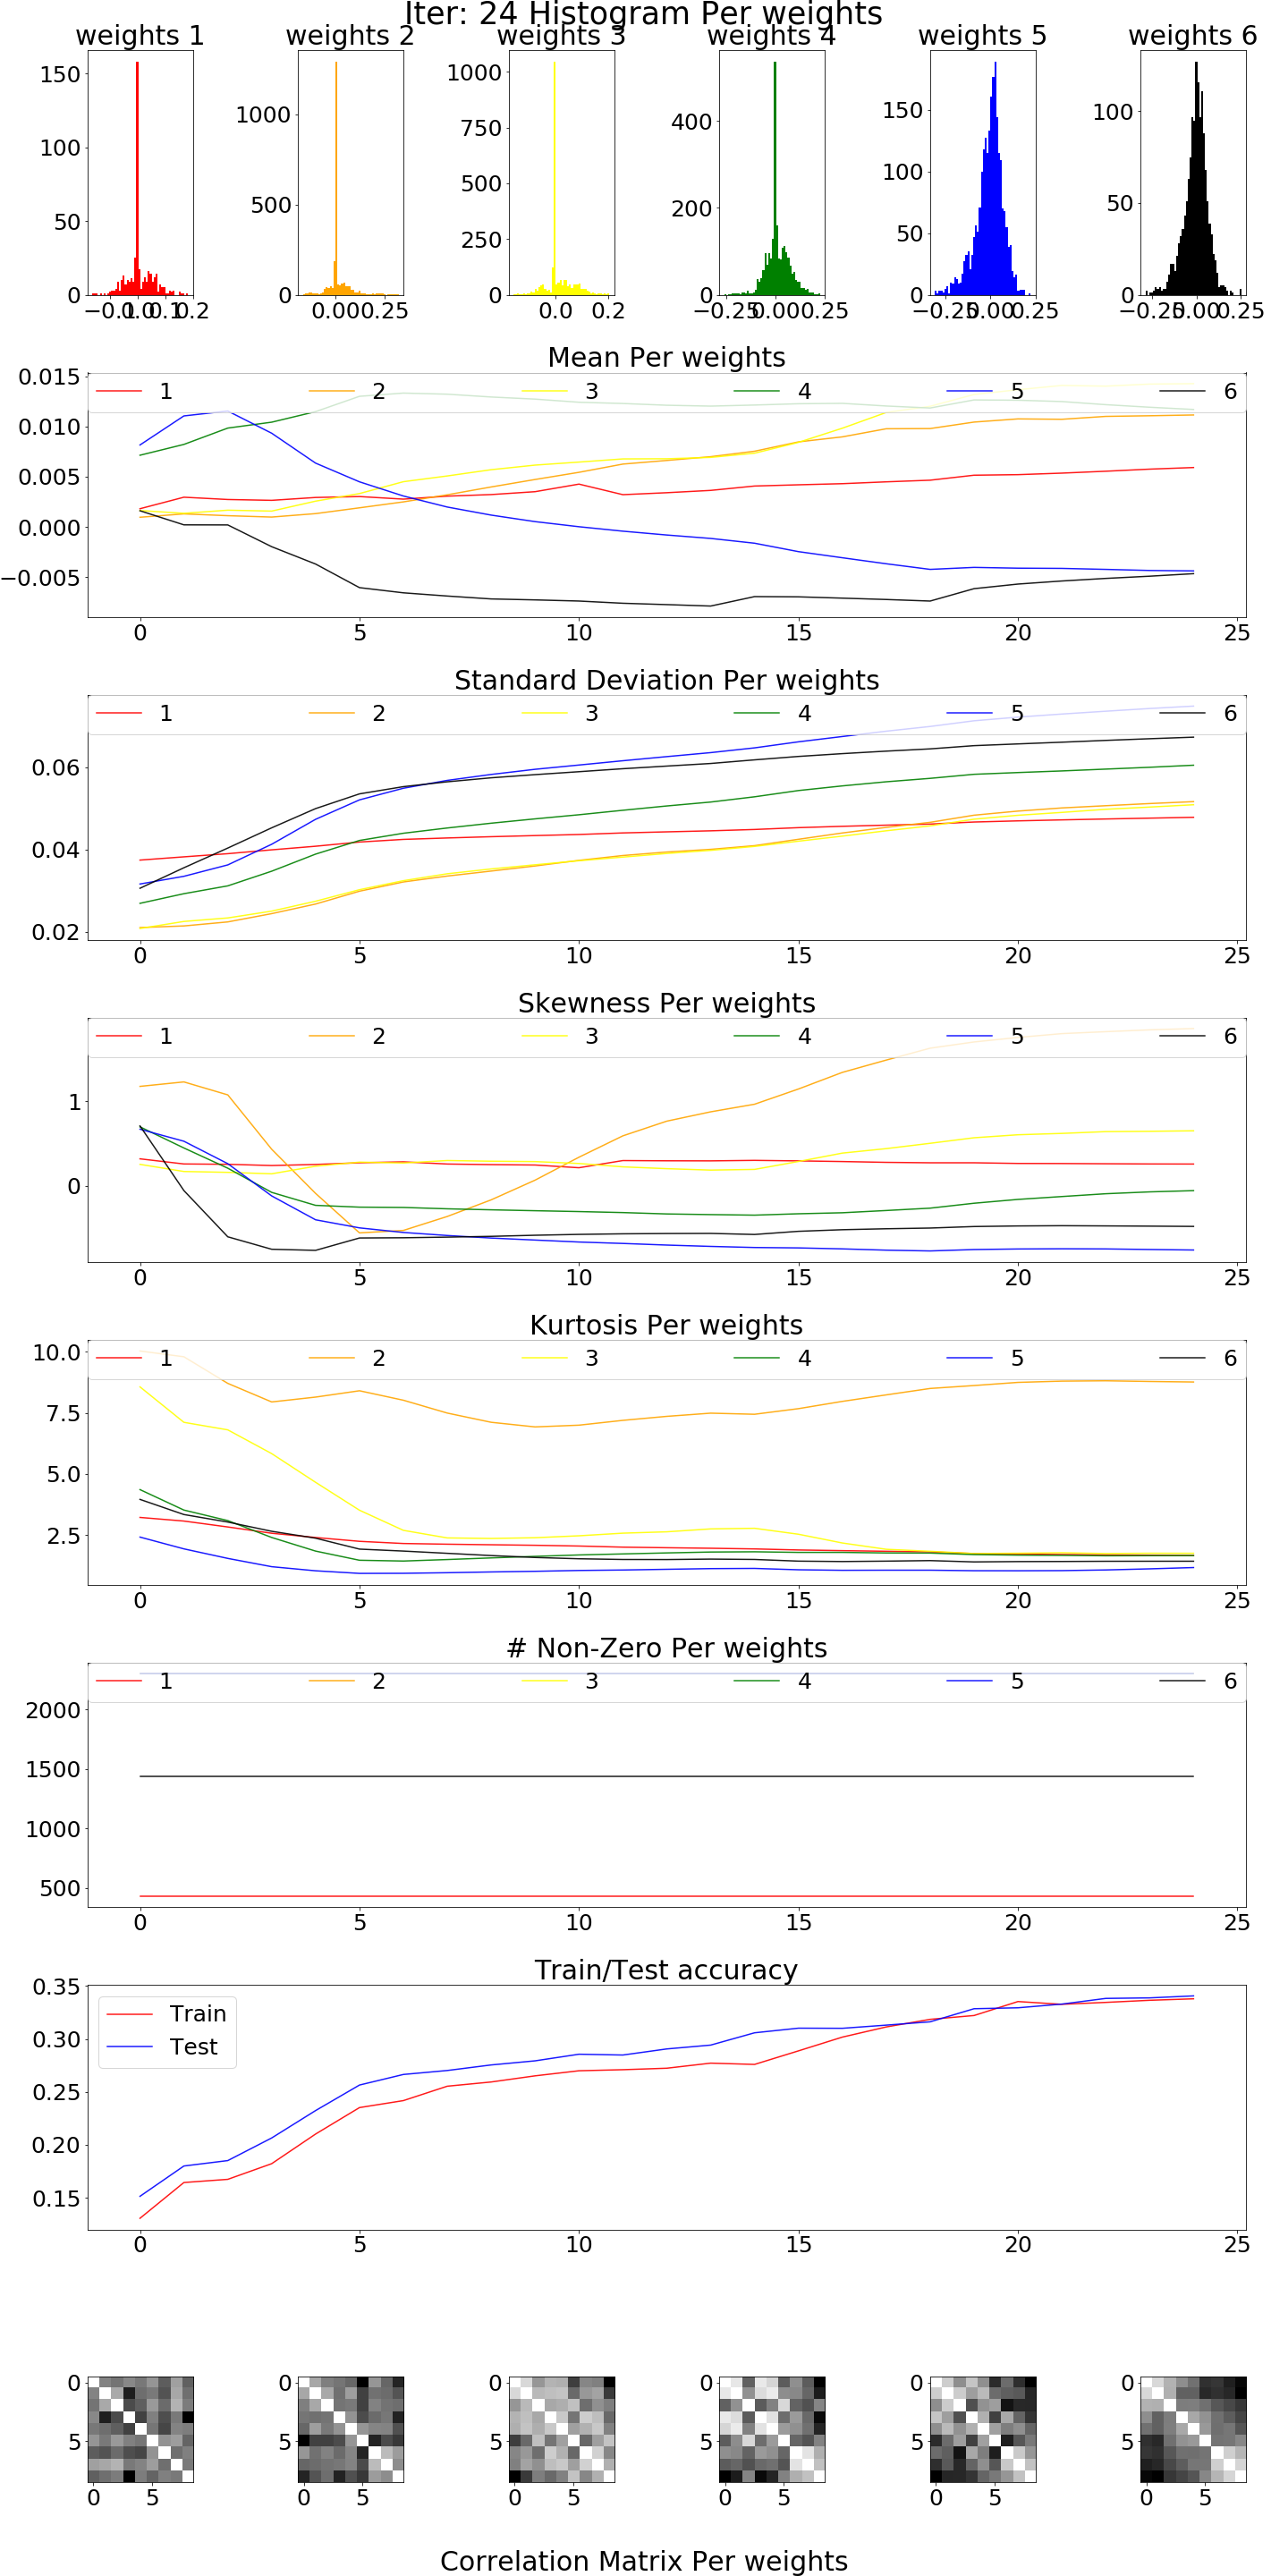 Iter: 24 Histogram Per weights
weights 1 weights 2 weights 3 weights 4 weights 5 weights 6
150
100
50
0
0.1 0.2
1000
500
0
0.00 0.25
1000
750
500
250
0
0.0 0.2
400
200
0
−0.25 0.00 0.25
150
100
50
0
−0.25 0.00 0.25
100
50
0
−0.25 0.00 0.25
Mean Per weights
1 2 3 4 5 6
0.015
0.010
0.005
0.000
−0.005
0 5 10 15 20 25
Standard Deviation Per weights
1 2 3 4 5 6
0.06
0.04
0.02
0 5 10 15 20 25
Skewness Per weights
1 2 3 4 5 6
1
0
0 5 10 15 20 25
Kurtosis Per weights
1 2 3 4 5 6
10.0
7.5
5.0
2.5
0 5 10 15 20 25
# Non-Zero Per weights
1 2 3 4 5 6
2000
1500
1000
500
0 5 10 15 20 25
Train/Test accuracy
Train
Test
0.35
0.30
0.25
0.20
0.15
0 5 10 15 20 25
0 0 0 0 0 0
5 5 5 5 5 5
0 5 0 5 0 5 0 5 0 5 0 5
Correlation Matrix Per weights